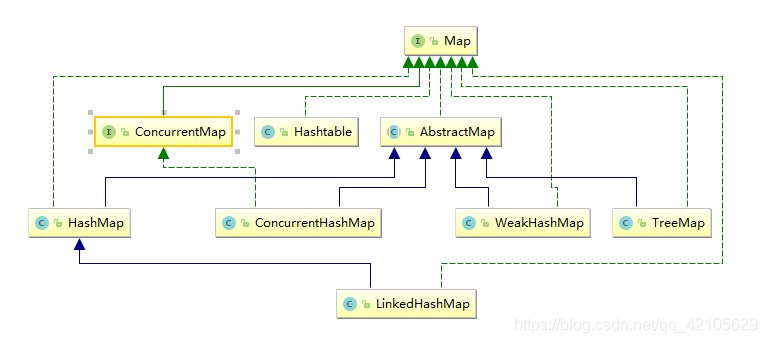 Map
ConcurrentMap
Hashtable
AbstractMap
HashMap
ConcurrentHashMap
WeakHashMap
TreeMap
LinkedHashMap
https://blog.csdn.net/qq_42105629